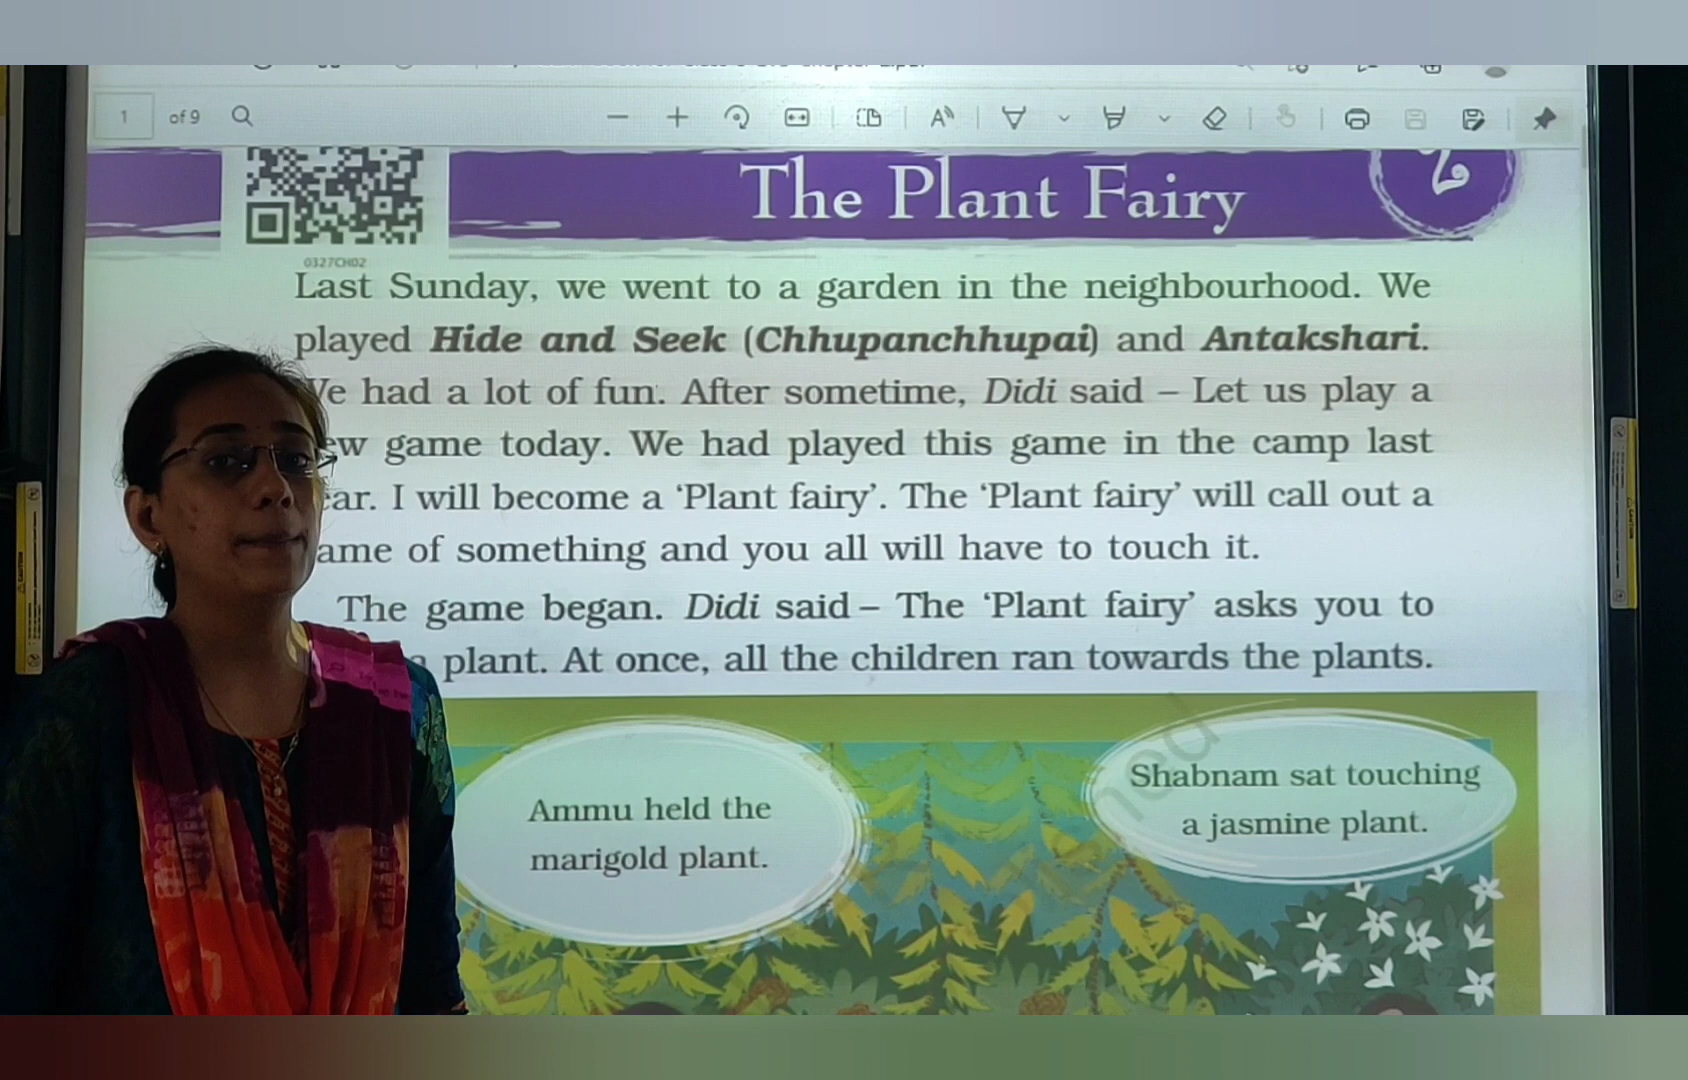 1 of 9
The Plant Fairy
2
0327CH02
Last Sunday, we went to a garden in the neighbourhood. We
played Hide and Seek (Chhupanchhupai) and Antakshari.
We had a lot of fun. After sometime, Didi said – Let us play a
game today. We had played this game in the camp last
I will become a ‘Plant fairy’. The ‘Plant fairy’ will call out a
of something and you all will have to touch it.
The game began. Didi said – The ‘Plant fairy’ asks you to
plant. At once, all the children ran towards the plants.
Ammu held the
marigold plant.
Shabnam sat touching
a jasmine plant.
CAUTION
CAUTION